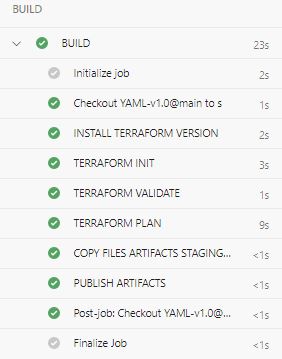 BUILD
BUILD 23s
Initialize job 2s
Checkout YAML-v1.0@main to s 1s
INSTALL TERRAFORM VERSION 2s
TERRAFORM INIT 3s
TERRAFORM VALIDATE 1s
TERRAFORM PLAN 9s
COPY FILES ARTIFACTS STAGING... <1s
PUBLISH ARTIFACTS <1s
Post-job: Checkout YAML-v1.0@... <1s
Finalize Job <1s